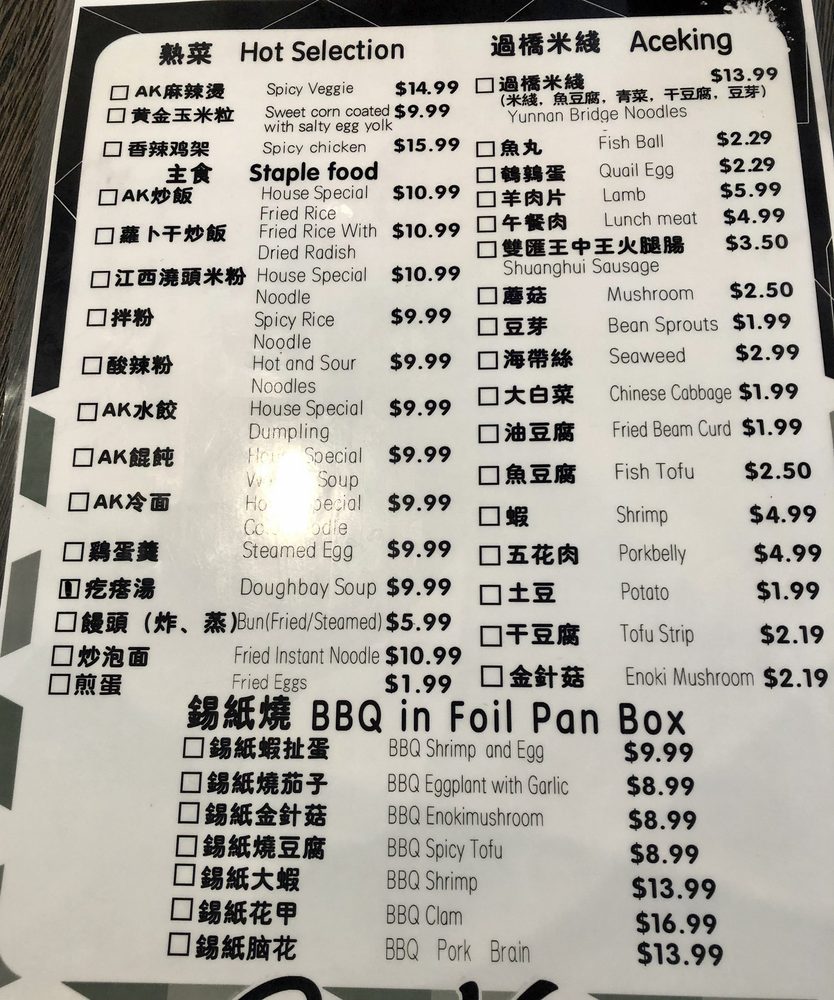 熱菜 Hot Selection
AK麻辣燙 Spicy Veggie $14.99
黄金玉米粒 Sweet corn coated $9.99
with salty egg yolk
香辣鸡架 Spicy chicken $15.99
主食 Staple food
AK炒飯 House Special $10.99
Fried Rice
蘿卜干炒飯 Fried Rice With $10.99
Dried Radish
江西澆頭米粉 House Special $10.99
Noodle
拌粉 Spicy Rice $9.99
Noodle
酸辣粉 Hot and Sour $9.99
Noodles
AK水餃 House Special $9.99
Dumpling
AK餛飩 Special $9.99
Soup
AK冷面 $9.99
鷄蛋羹 Steamed Egg $9.99
疙瘩湯 Doughbay Soup $9.99
饅頭（炸、蒸) Bun(Fried/Steamed) $5.99
炒泡面 Fried Instant Noodle $10.99
煎蛋 Fried Eggs $1.99
過橋米綫 Aceking
過橋米綫 $13.99
(米綫，魚豆腐，青菜，干豆腐，豆芽)
Yunnan Bridge Noodles
魚丸 Fish Ball $2.29
鵪鶉蛋 Quail Egg $2.29
羊肉片 Lamb $5.99
午餐肉 Lunch meat $4.99
雙匯王中王火腿腸 $3.50
Shuanghui Sausage
蘑菇 Mushroom $2.50
豆芽 Bean Sprouts $1.99
海帶絲 Seaweed $2.99
大白菜 Chinese Cabbage $1.99
油豆腐 Fried Beam Curd $1.99
魚豆腐 Fish Tofu $2.50
蝦 Shrimp $4.99
五花肉 Porkbelly $4.99
土豆 Potato $1.99
干豆腐 Tofu Strip $2.19
金針菇 Enoki Mushroom $2.19
錫紙燒 BBQ in Foil Pan Box
錫紙蝦扯蛋 BBQ Shrimp and Egg $9.99
錫紙燒茄子 BBQ Eggplant with Garlic $8.99
錫紙金針菇 BBQ Enokimushroom $8.99
錫紙燒豆腐 BBQ Spicy Tofu $8.99
錫紙大蝦 BBQ Shrimp $13.99
錫紙花甲 BBQ Clam $16.99
錫紙脑花 BBQ Pork Brain $13.99